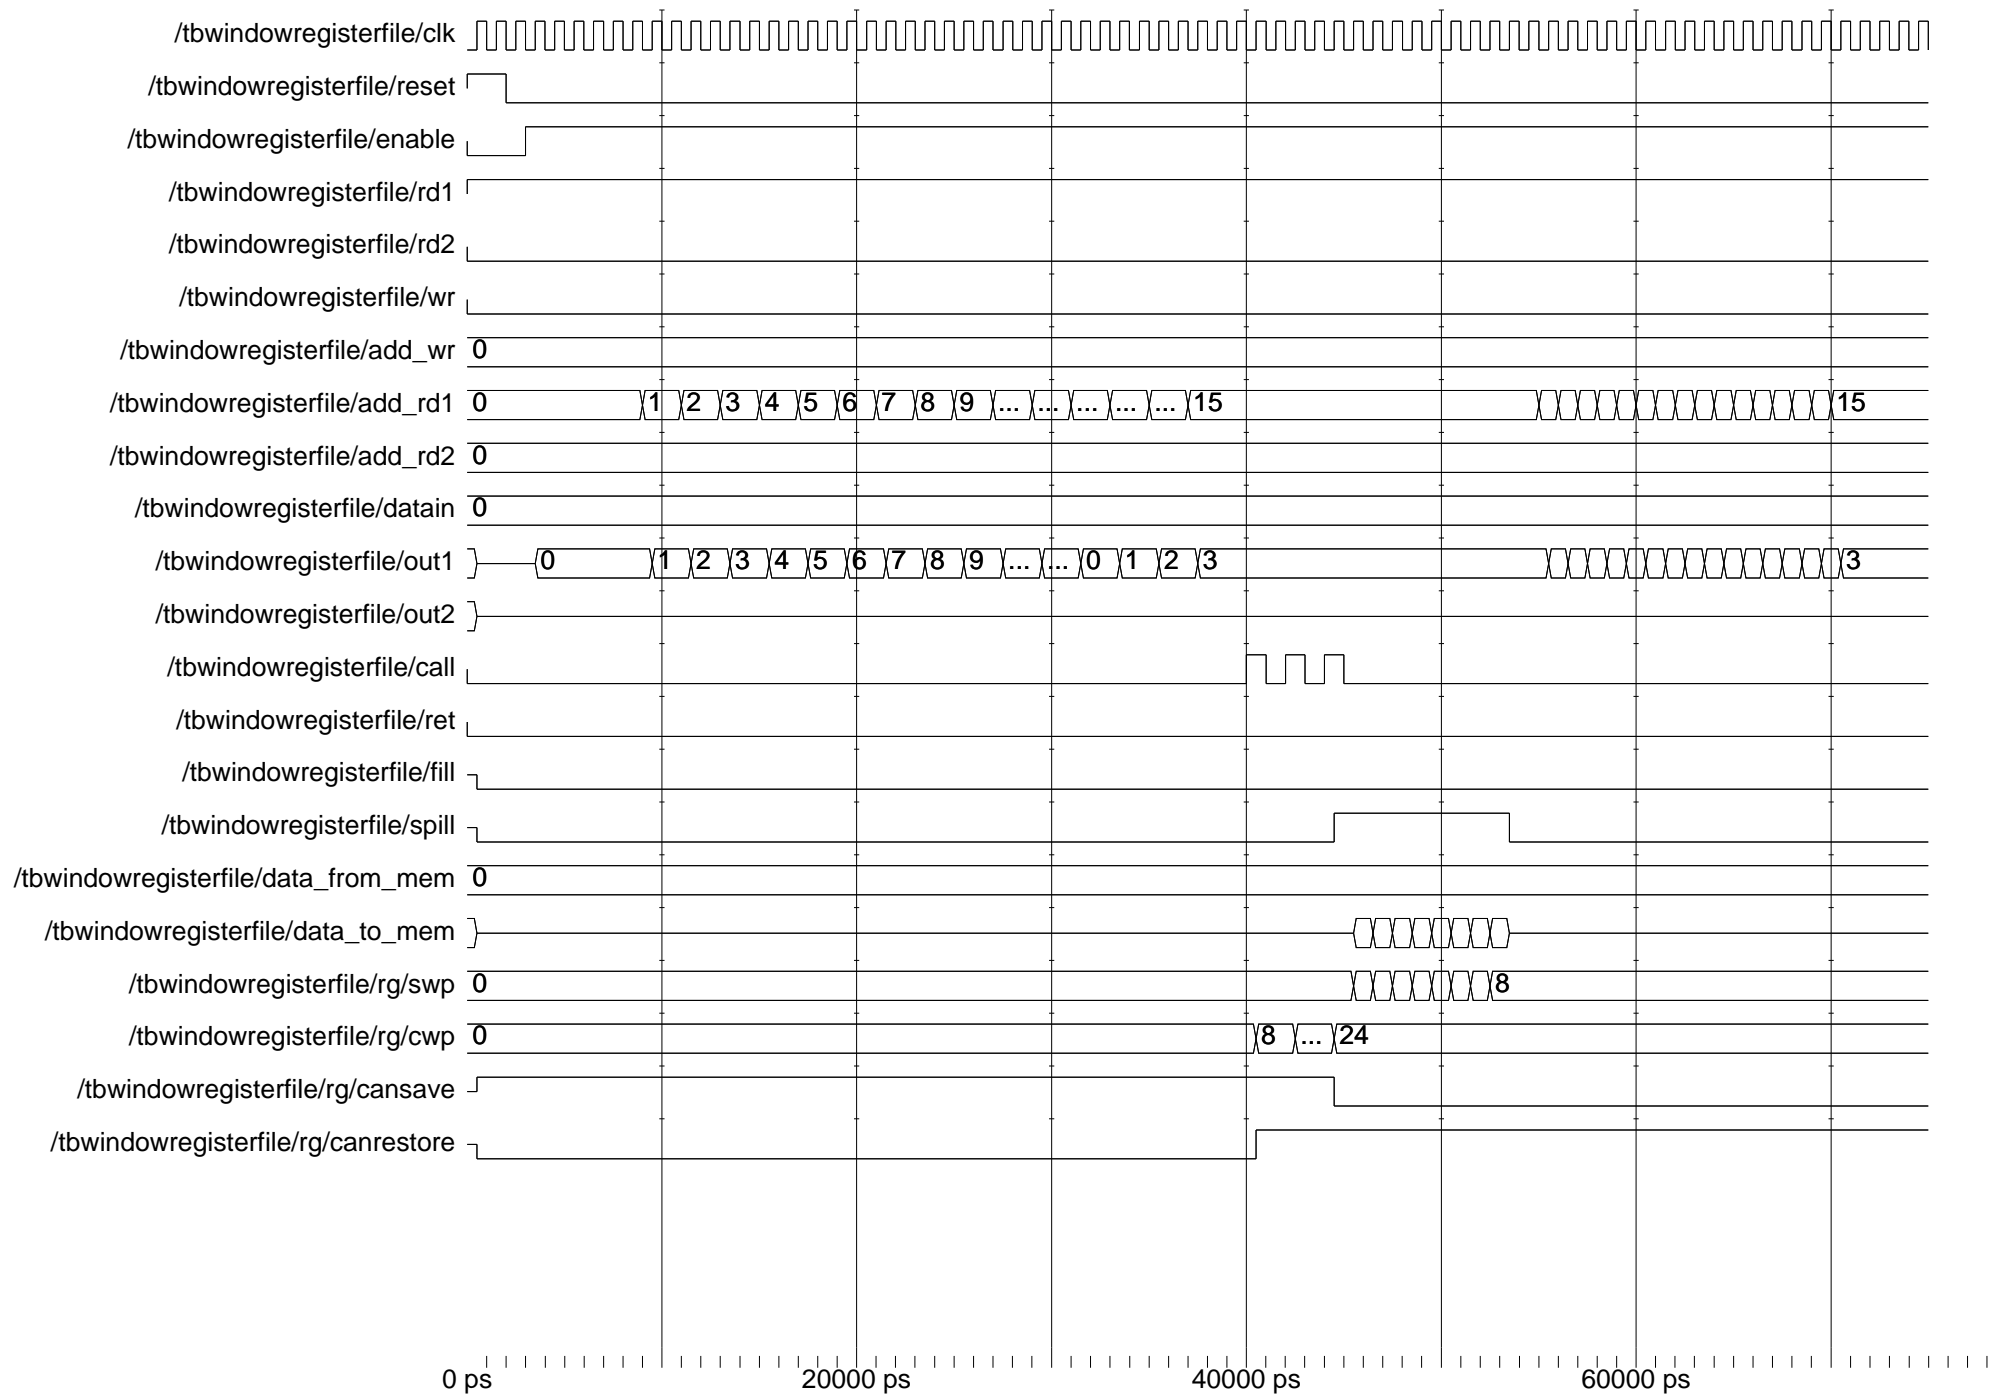 /tbwindowregisterfile/clk
/tbwindowregisterfile/reset
/tbwindowregisterfile/enable
/tbwindowregisterfile/rd1
/tbwindowregisterfile/rd2
/tbwindowregisterfile/wr
/tbwindowregisterfile/add_wr 0
/tbwindowregisterfile/add_rd1 0 1 2 3 4 5 6 7 8 9 ... ... ... ... ... 15 15
/tbwindowregisterfile/add_rd2 0
/tbwindowregisterfile/datain 0
/tbwindowregisterfile/out1 0 1 2 3 4 5 6 7 8 9 ... ... 0 1 2 3 3
/tbwindowregisterfile/out2
/tbwindowregisterfile/call
/tbwindowregisterfile/ret
/tbwindowregisterfile/fill
/tbwindowregisterfile/spill
/tbwindowregisterfile/data_from_mem 0
/tbwindowregisterfile/data_to_mem
/tbwindowregisterfile/rg/swp 0 8
/tbwindowregisterfile/rg/cwp 0 8 ... 24
/tbwindowregisterfile/rg/cansave
/tbwindowregisterfile/rg/canrestore
0 ps 20000 ps 40000 ps 60000 ps